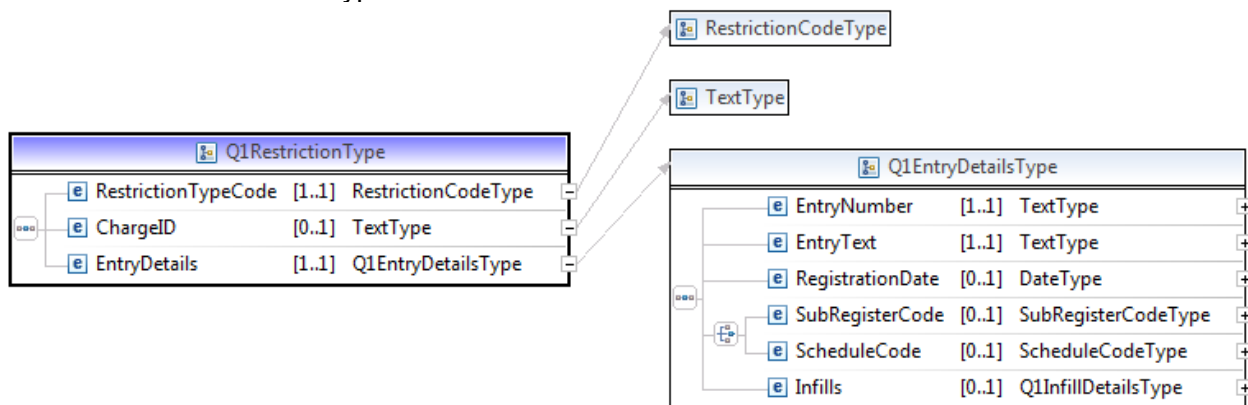 RestrictionCodeType
TextType
Q1RestrictionType
RestrictionTypeCode [1..1] RestrictionCodeType
ChargeID [0..1] TextType
EntryDetails [1..1] Q1EntryDetailsType
Q1EntryDetailsType
EntryNumber [1..1] TextType
EntryText [1..1] TextType
RegistrationDate [0..1] DateType
SubRegisterCode [0..1] SubRegisterCodeType
ScheduleCode [0..1] ScheduleCodeType
Infills [0..1] Q1InfillDetailsType